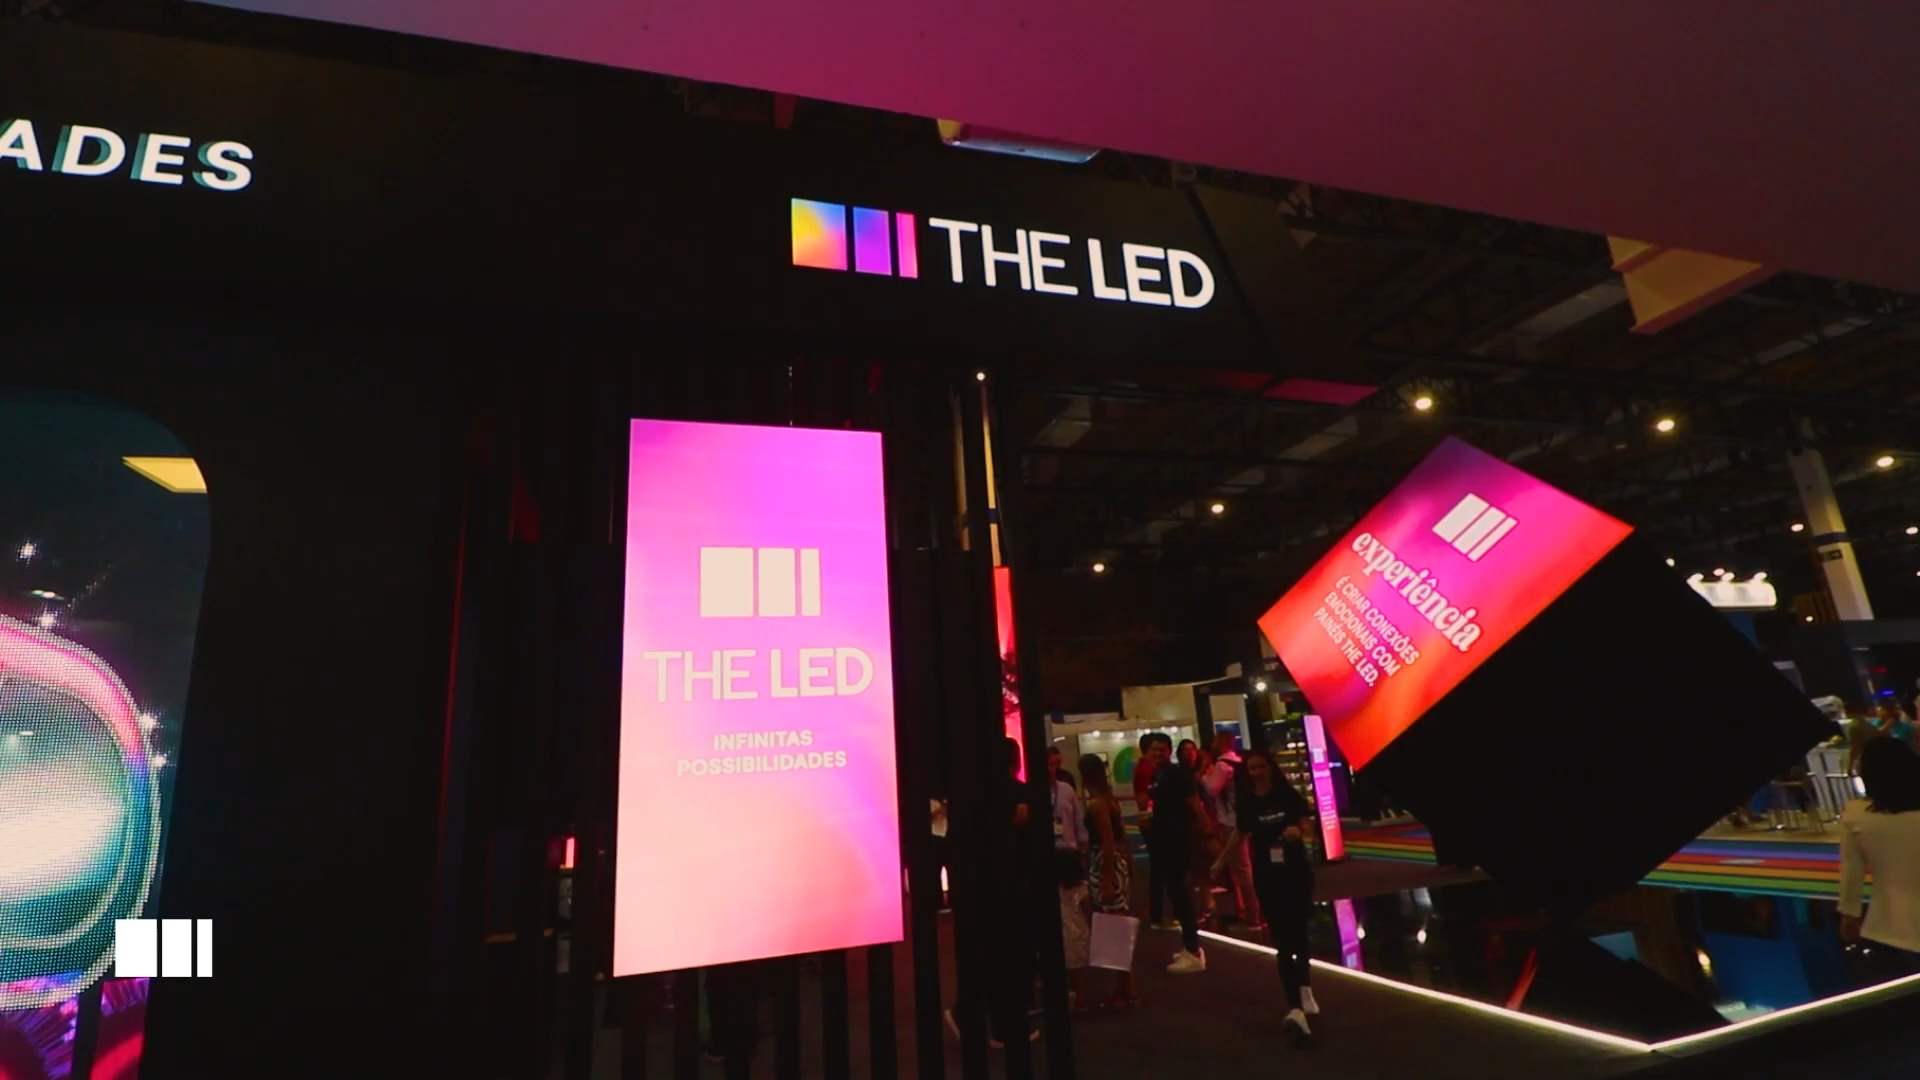 ADES
THE LED
THE LED
INFINITAS
POSSIBILIDADES
experiência
É CRIAR CONEXÕES
EMOCIONAIS COM
PAINÉIS THE LED.